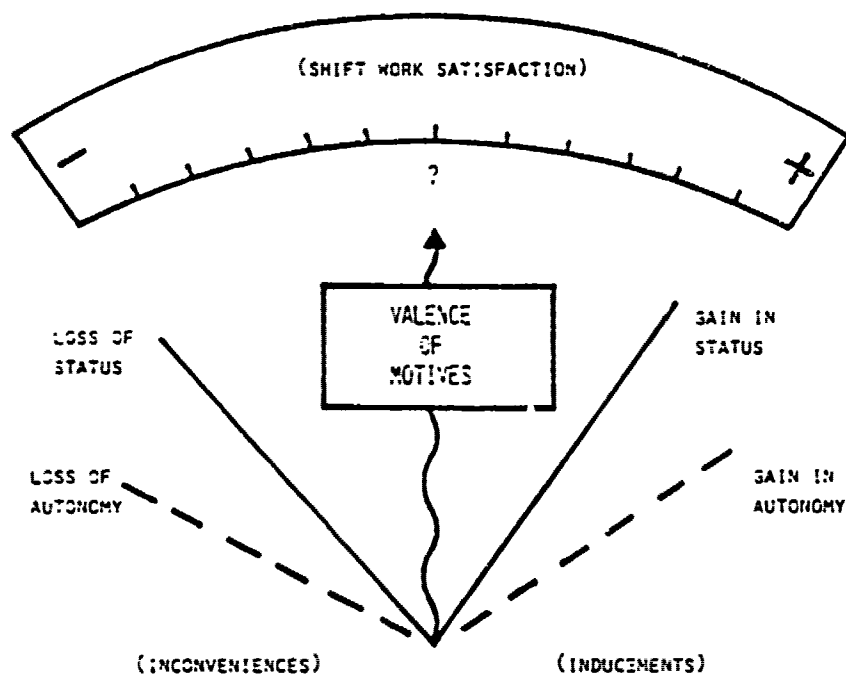 (SHIFT WORK SATISFACTION)
− +
?
VALENCE
OF
MOTIVES
LOSS OF
STATUS
GAIN IN
STATUS
LOSS OF
AUTONOMY
GAIN IN
AUTONOMY
(INCONVENIENCES) (INDUCEMENTS)